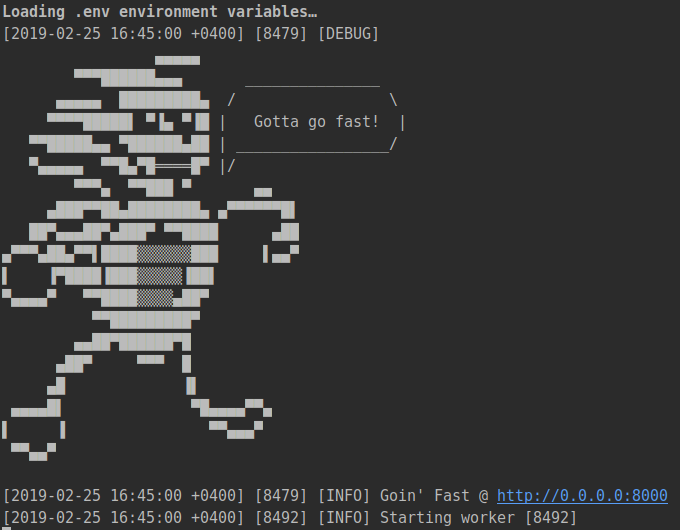 Loading .env environment variables…
[2019-02-25 16:45:00 +0400] [8479] [DEBUG]
Gotta go fast!
[2019-02-25 16:45:00 +0400] [8479] [INFO] Goin' Fast @ http://0.0.0.0:8000
[2019-02-25 16:45:00 +0400] [8492] [INFO] Starting worker [8492]